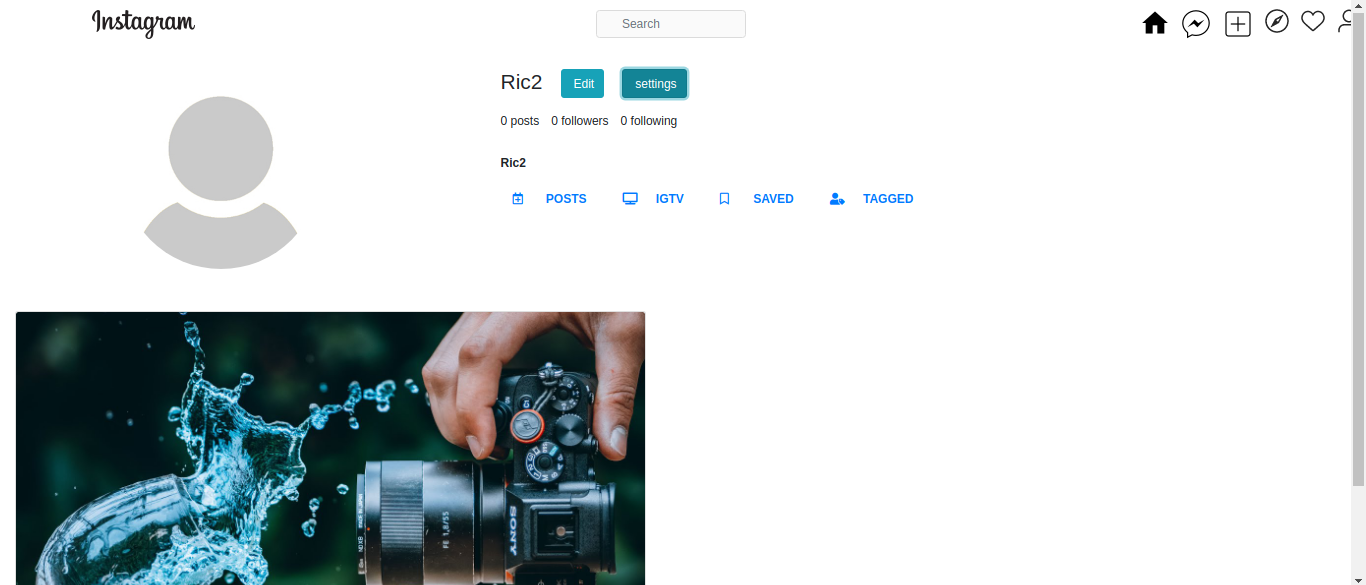 Instagram
Search
Ric2 Edit settings
0 posts 0 followers 0 following
Ric2
POSTS IGTV SAVED TAGGED
SONY
FE 1,8/55